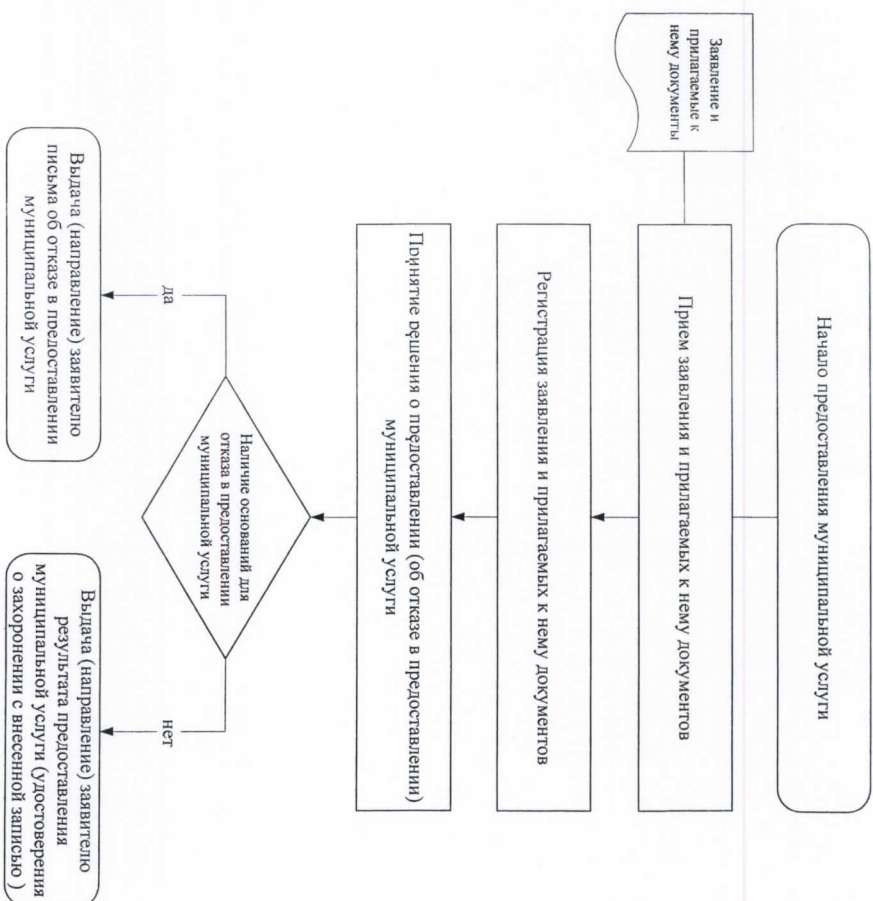 Начало предоставления муниципальной услуги
Заявление и
прилагаемые к
нему документы
Прием заявления и прилагаемых к нему документов
Регистрация заявления и прилагаемых к нему документов
Принятие решения о предоставлении (об отказе в предоставлении)
муниципальной услуги
Наличие оснований для
отказа в предоставлении
муниципальной услуги
да
нет
Выдача (направление) заявителю
письма об отказе в предоставлении
муниципальной услуги
Выдача (направление) заявителю
результата предоставления
муниципальной услуги (удостоверения
о захоронении с внесенной записью )